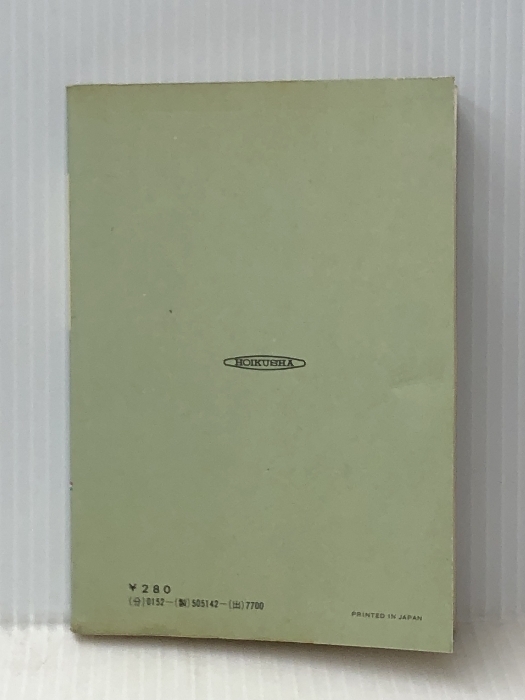 HOIKUSHA
¥280
(分)0152-(製)505142-(出)7700
PRINTED IN JAPAN